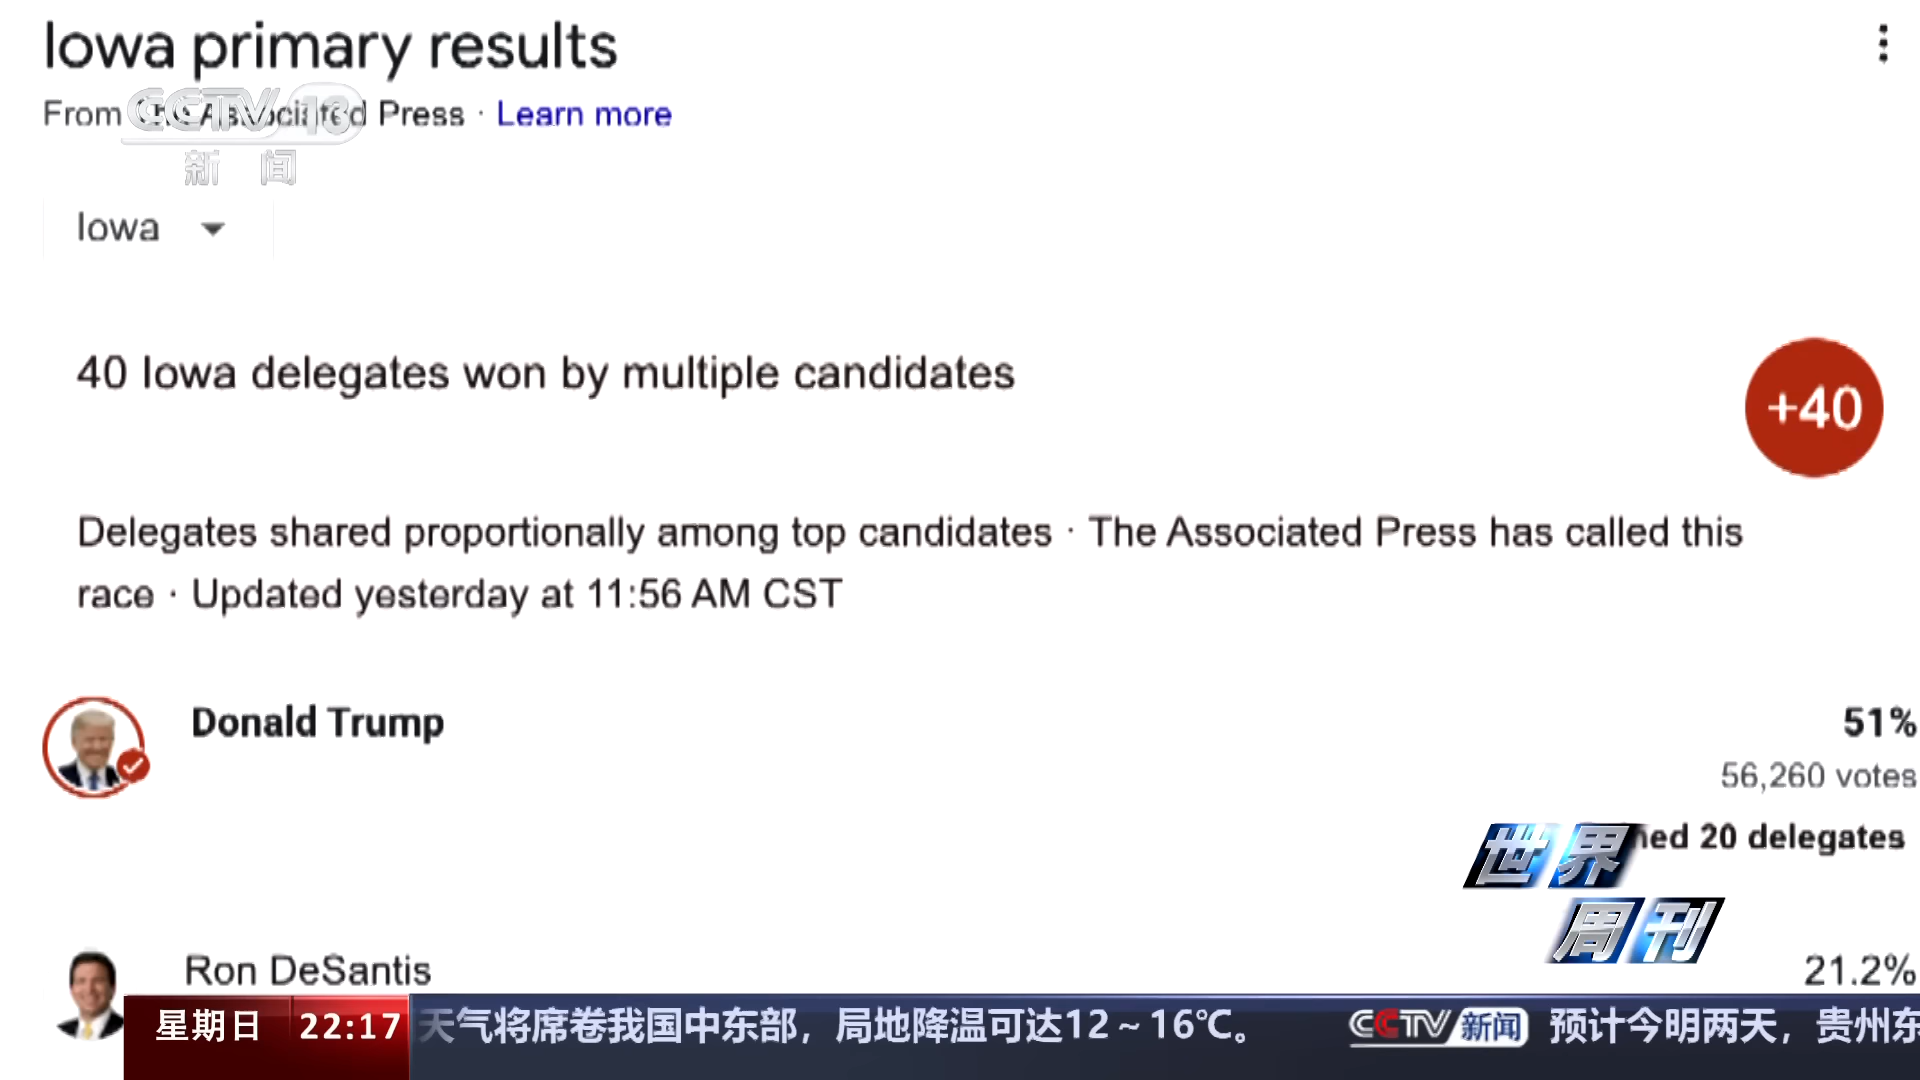 Iowa primary results
From the Associated Press · Learn more
CCTV 13
新闻
Iowa
40 Iowa delegates won by multiple candidates
+40
Delegates shared proportionally among top candidates · The Associated Press has called this
race · Updated yesterday at 11:56 AM CST
Donald Trump
51%
56,260 votes
20 delegates
世界
周刊
Ron DeSantis
21.2%
星期日 22:17
天气将席卷我国中东部，局地降温可达12～16℃。 CCTV新闻 预计今明两天，贵州东